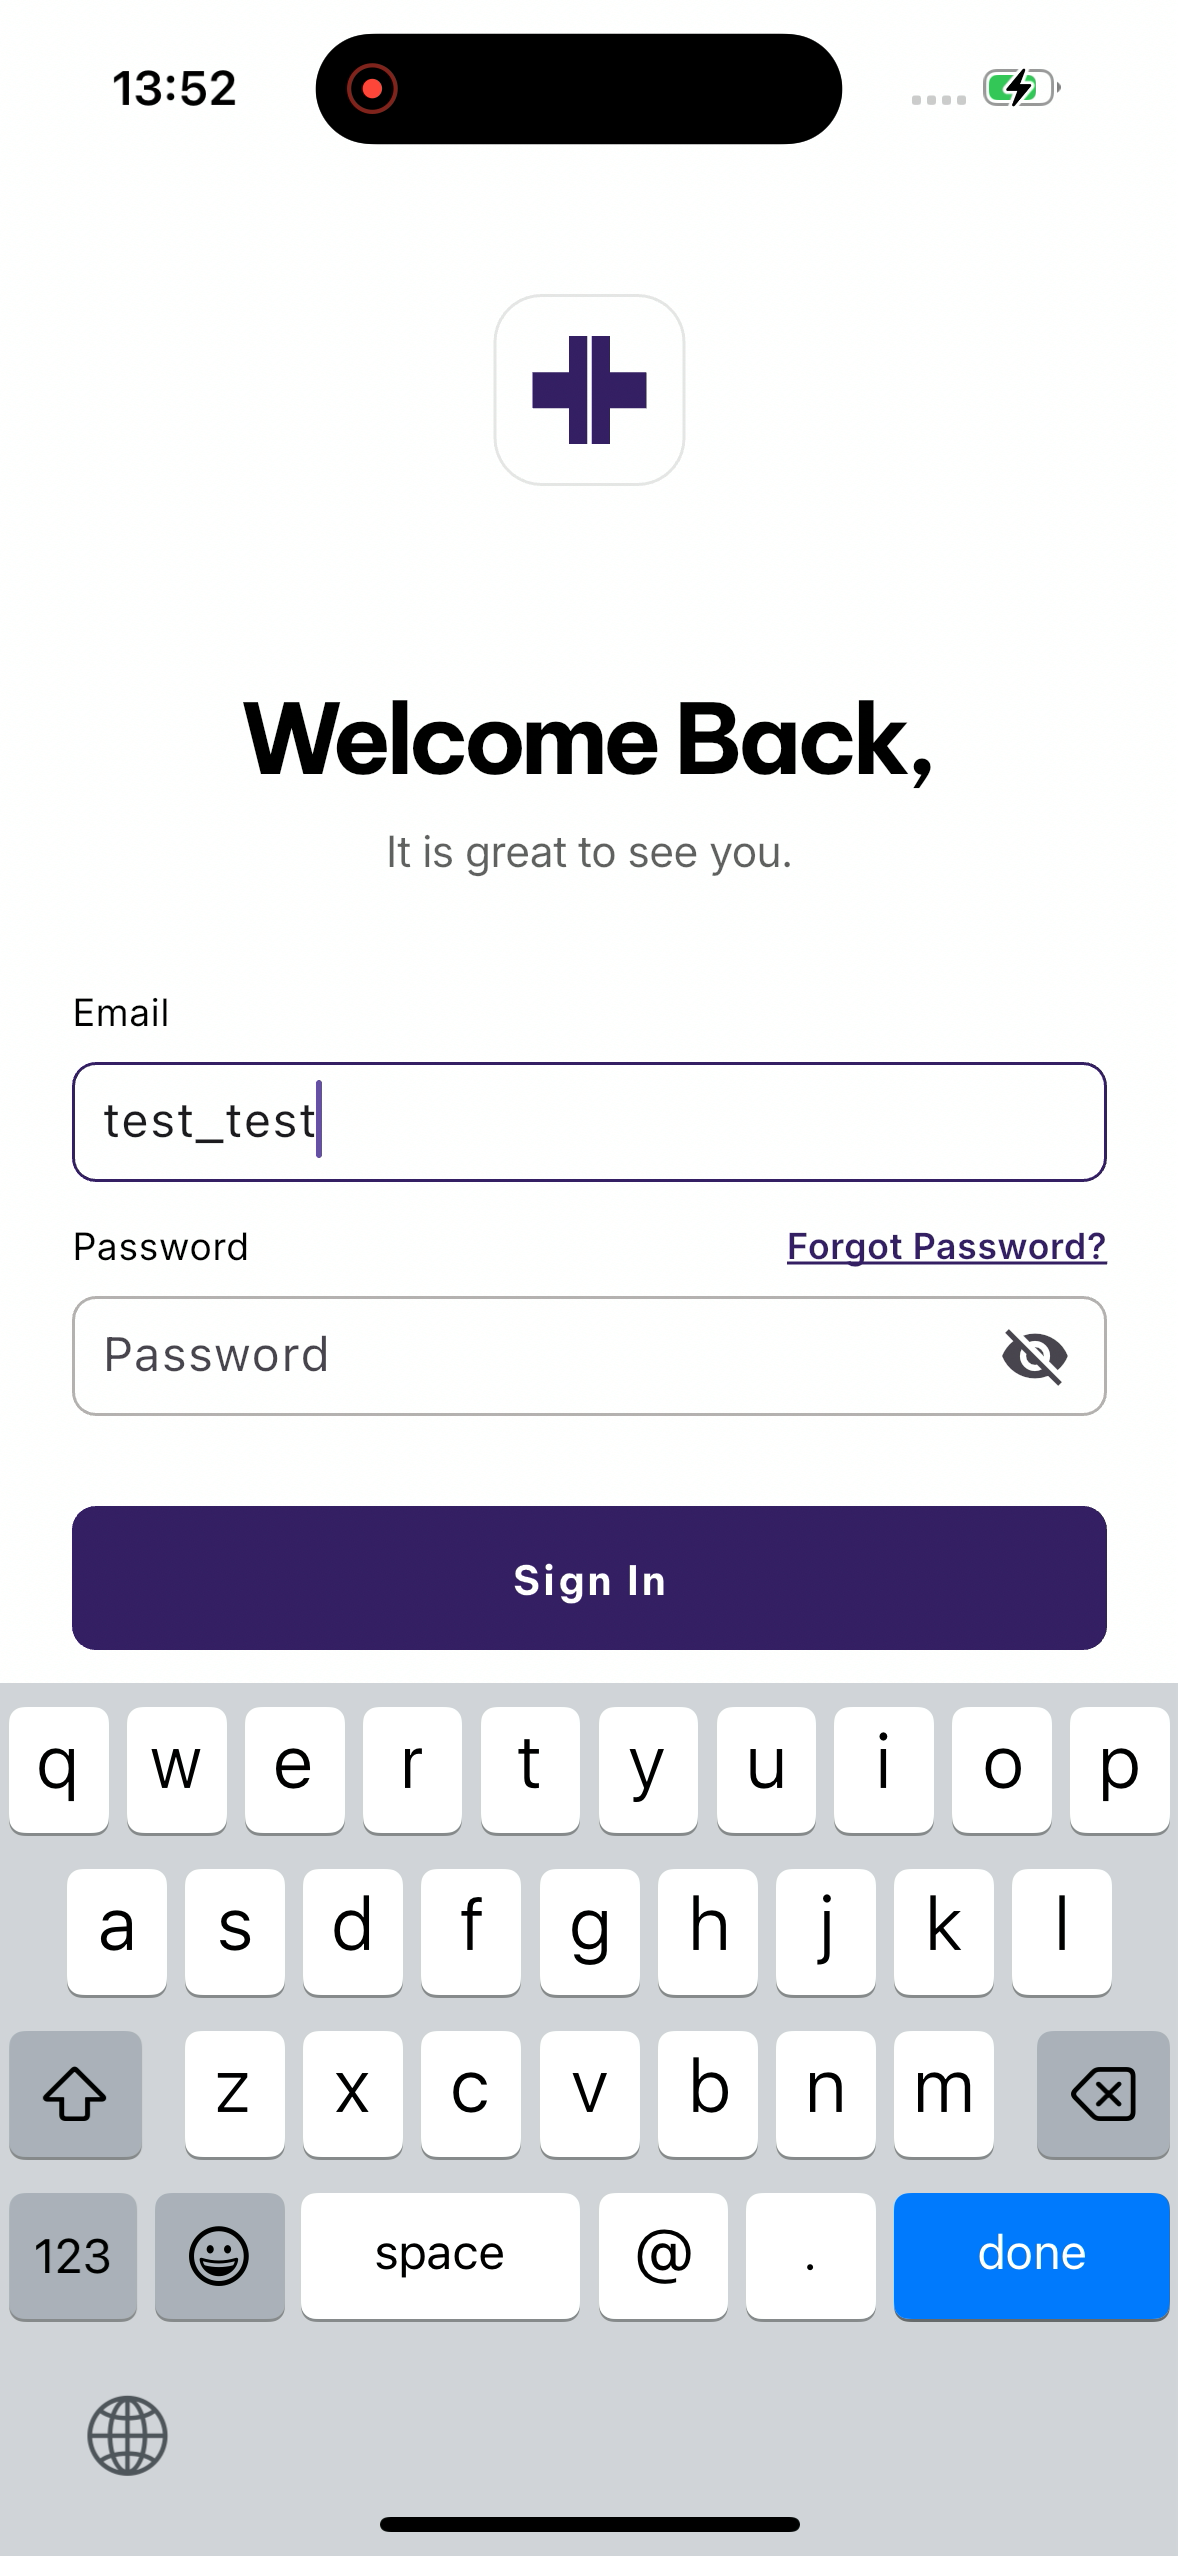 13:52
Welcome Back,
It is great to see you.
Email
test_test
Password
Forgot Password?
Password
Sign In
q w e r t y u i o p
a s d f g h j k l
z x c v b n m
123 space @ . done